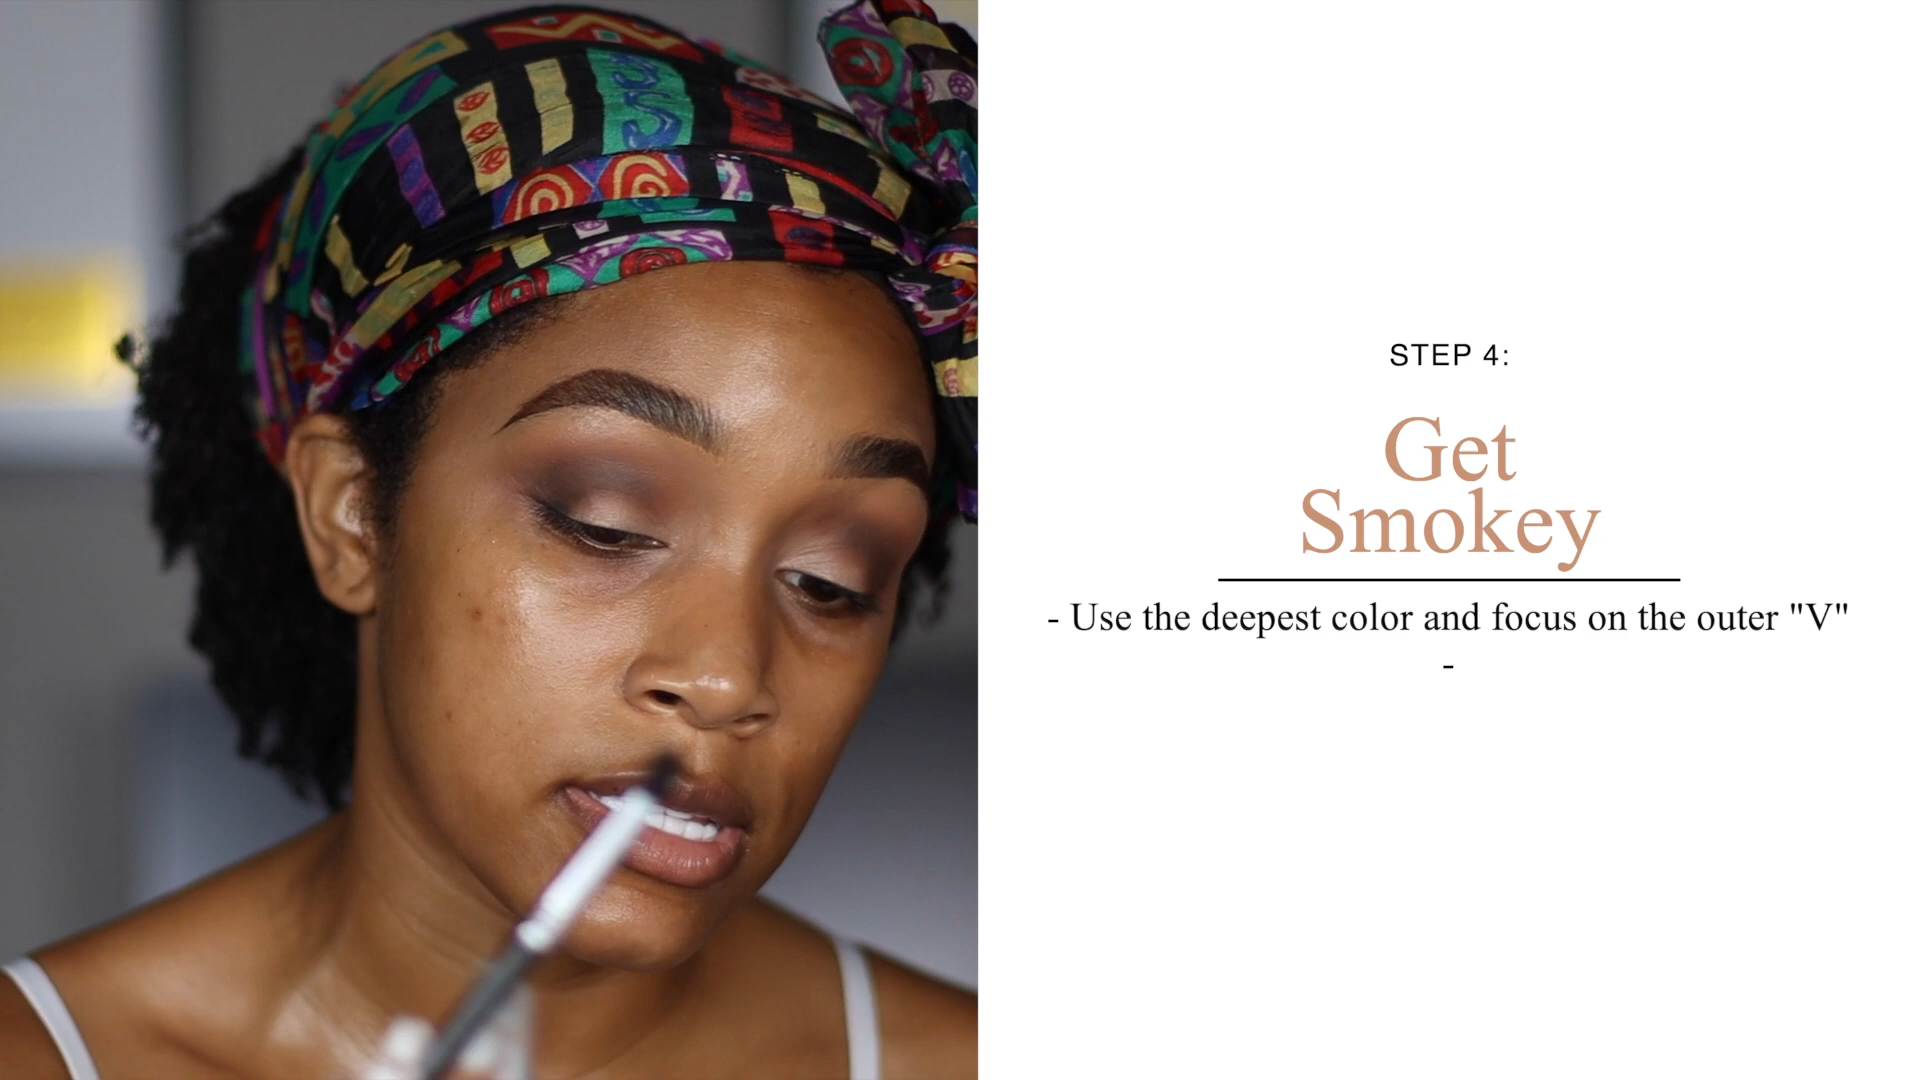 STEP 4:
Get
Smokey
- Use the deepest color and focus on the outer "V"
-